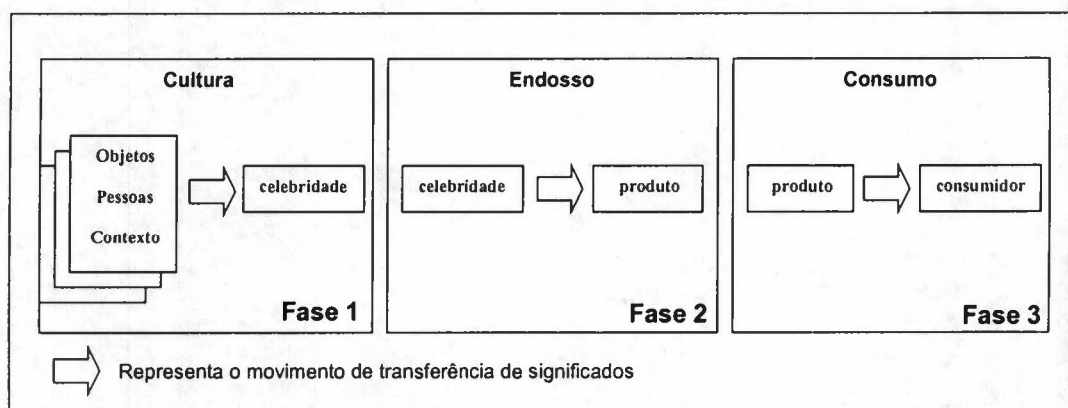 Cultura
Objetos
Pessoas
Contexto
celebridade
Fase 1
Endosso
celebridade
produto
Fase 2
Consumo
produto
consumidor
Fase 3
Representa o movimento de transferência de significados